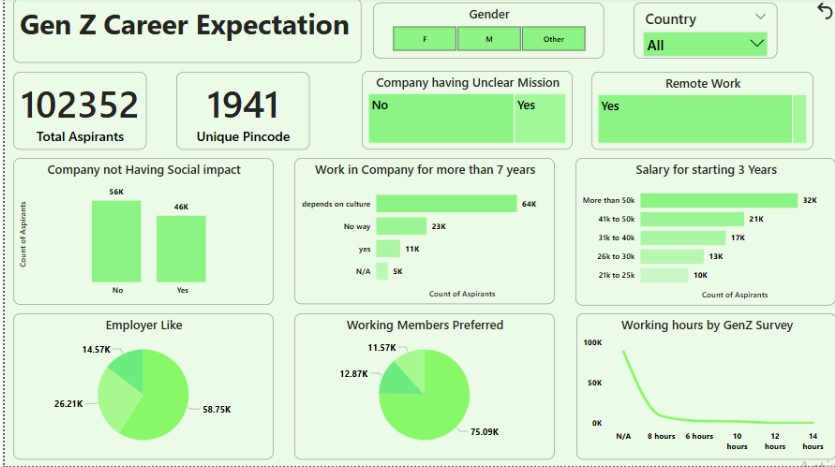 Gen Z Career Expectation
Gender
F M Other
Country
All
102352
Total Aspirants
1941
Unique Pincode
Company having Unclear Mission
No Yes
Remote Work
Yes
Company not Having Social impact
Count of Aspirants
56K
46K
No Yes
Work in Company for more than 7 years
depends on culture 64K
No way 23K
yes 11K
N/A 5K
Count of Aspirants
Salary for starting 3 Years
More than 50k 32K
41k to 50k 21K
31k to 40k 17K
26k to 30k 13K
21k to 25k 10K
Count of Aspirants
Employer Like
14.57K
26.21K
58.75K
Working Members Preferred
11.57K
12.87K
75.09K
Working hours by GenZ Survey
100K
50K
0K
N/A 8 hours 6 hours 10 hours 12 hours 14 hours